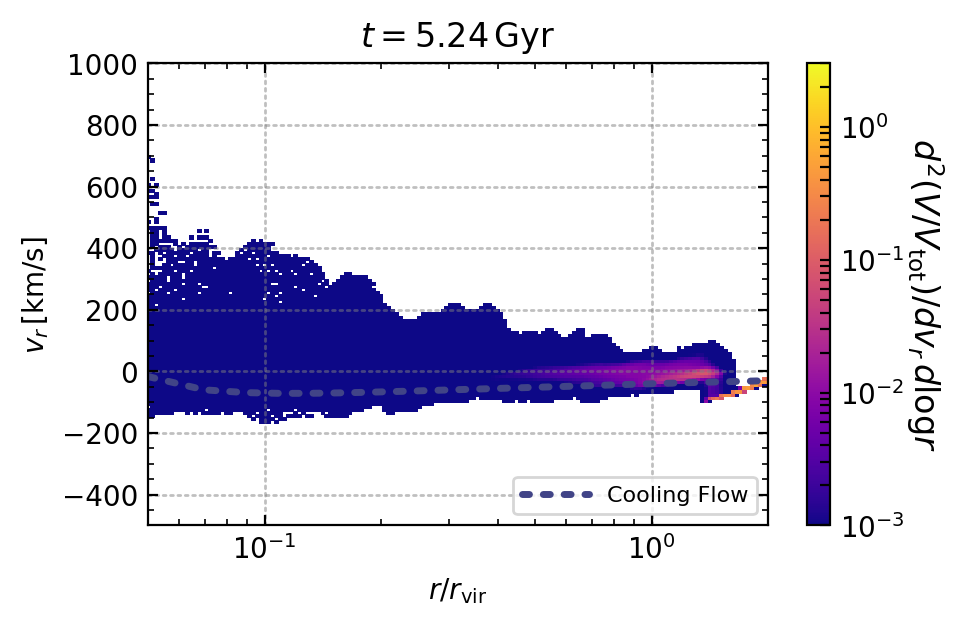 t = 5.24 Gyr
1000
800
600
400
200
0
−200
−400
v_r [km/s]
10^−1
10^0
r/r_vir
Cooling Flow
10^0
10^−1
10^−2
10^−3
d^2(V/V_tot)/dv_r dlogr